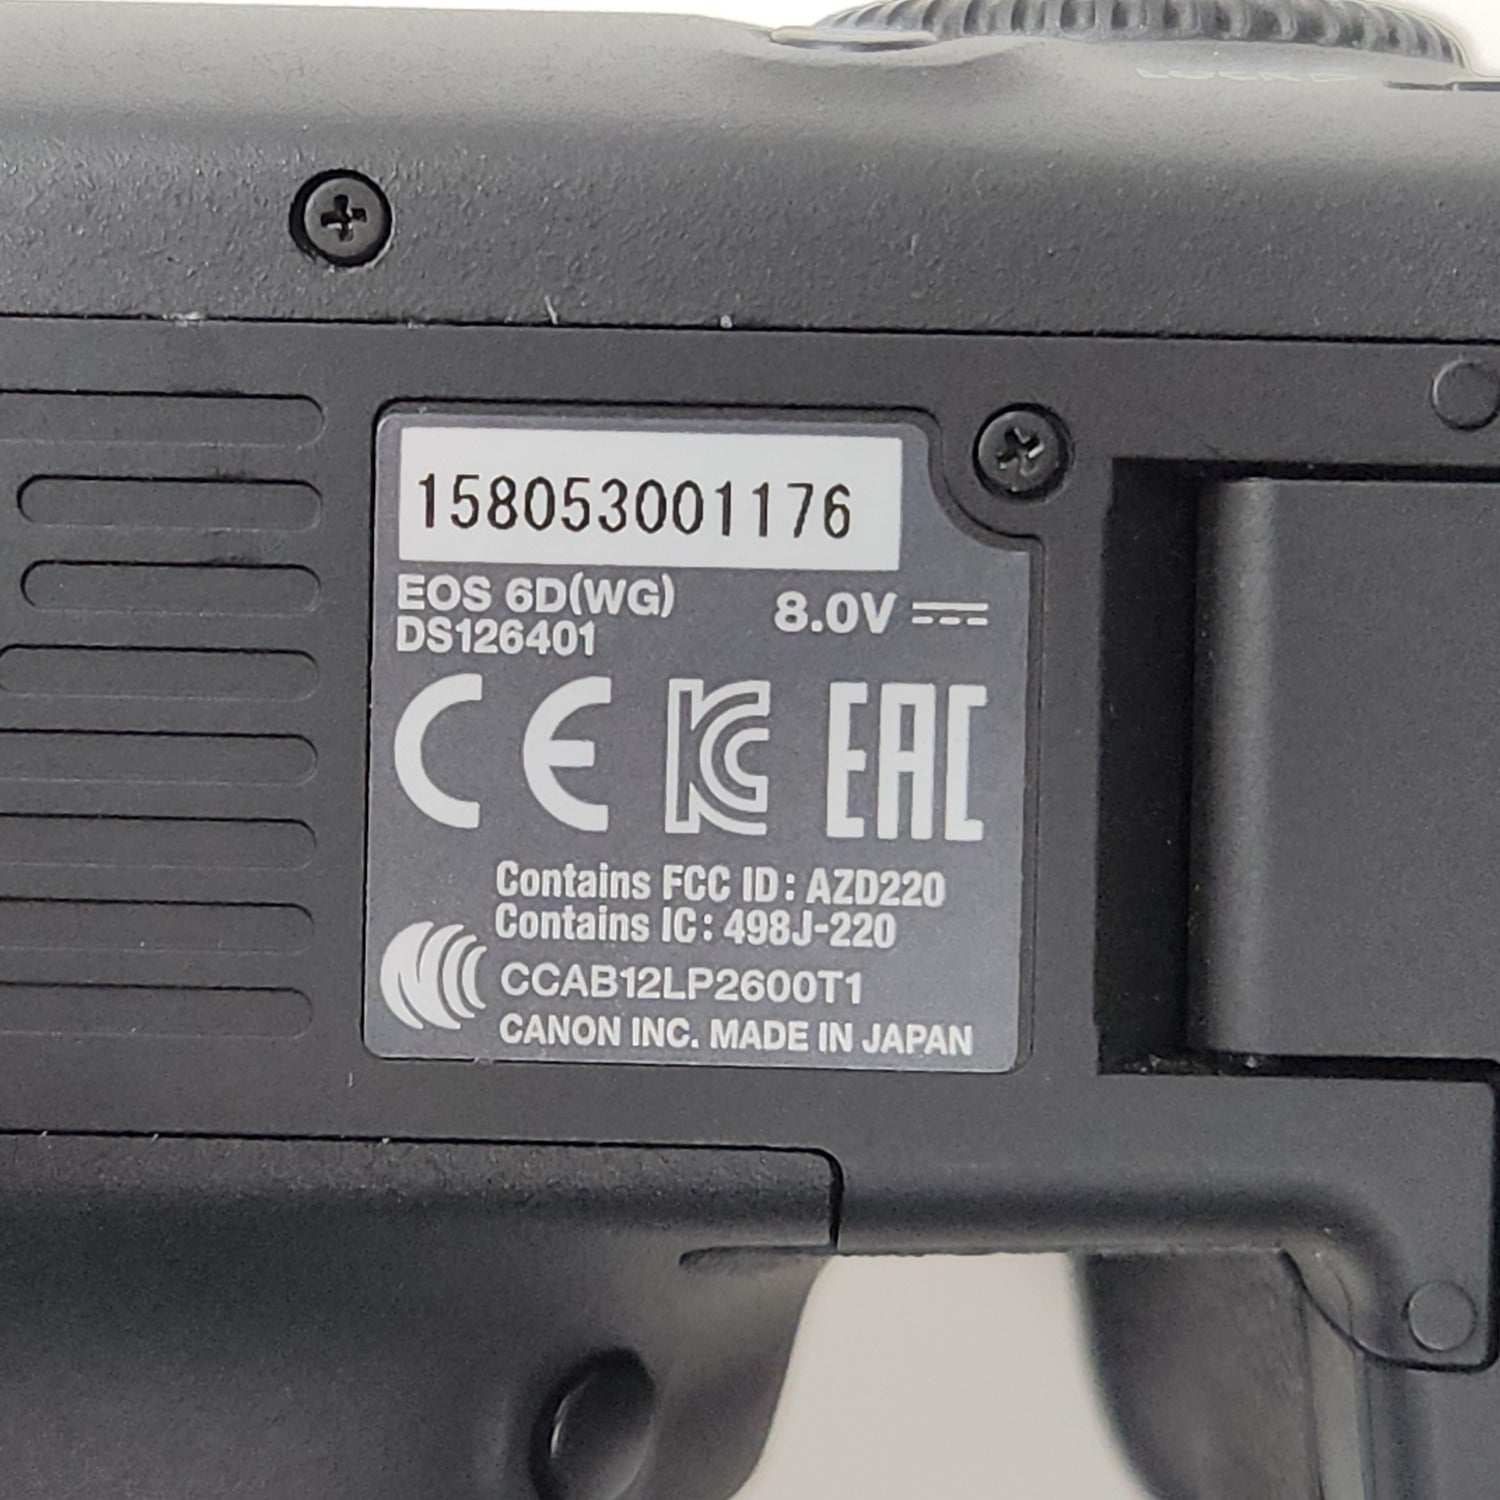 LOCK▶
158053001176
EOS 6D(WG) 8.0V
DS126401
CE EAC
Contains FCC ID: AZD220
Contains IC: 498J-220
CCAB12LP2600T1
CANON INC. MADE IN JAPAN